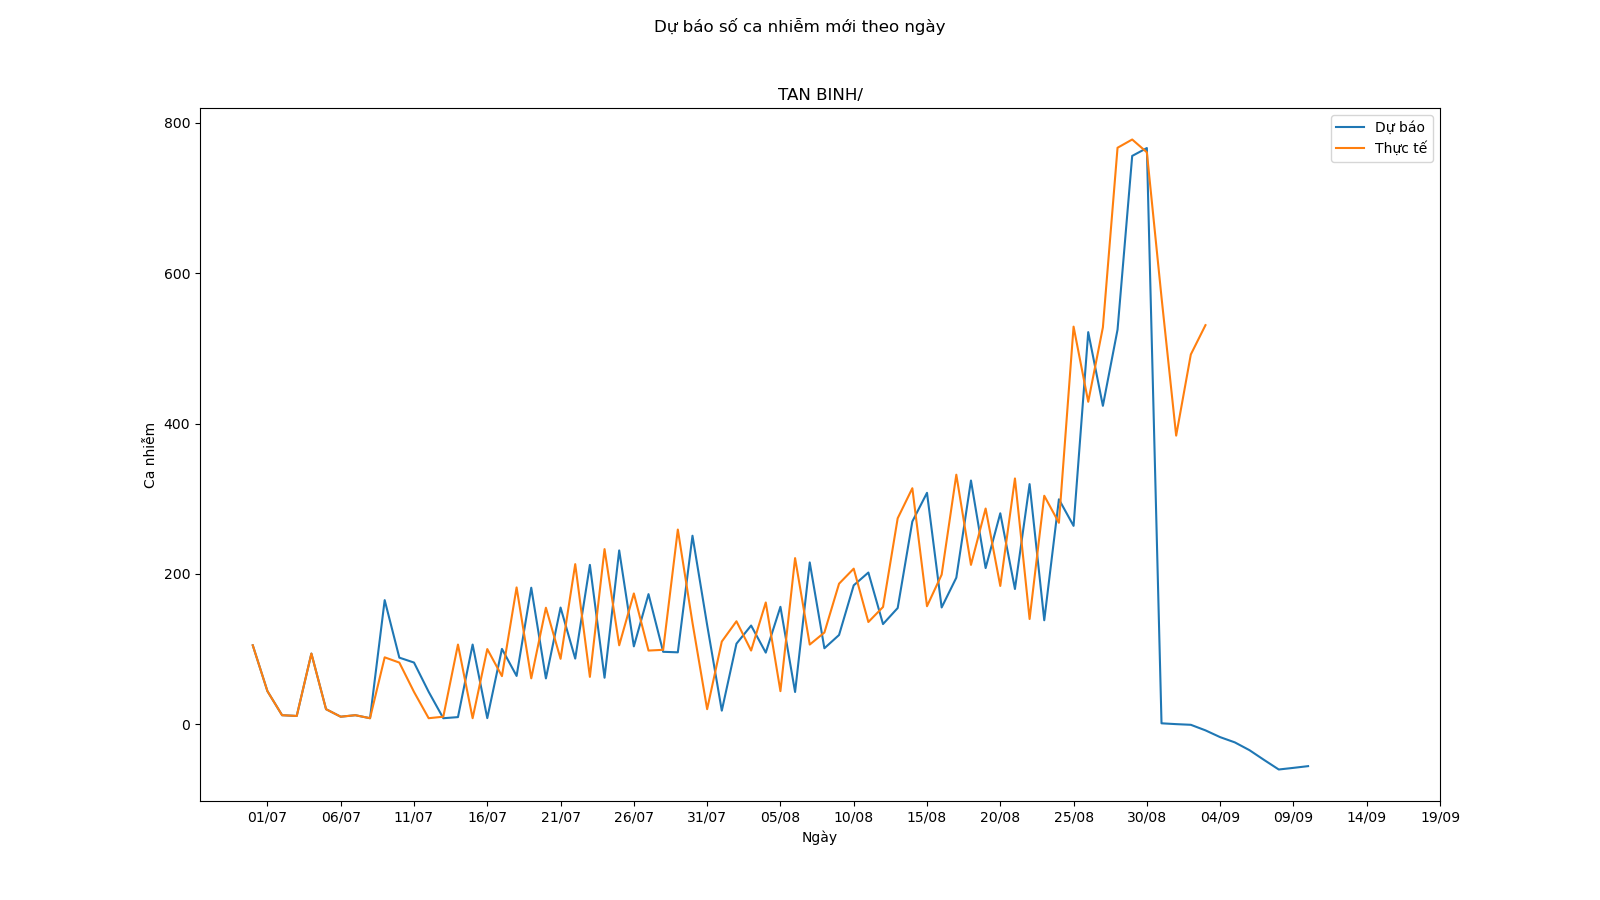 Dự báo số ca nhiễm mới theo ngày
TAN BINH/
Dự báo
Thực tế
800
600
400
200
0
Ca nhiễm
01/07 06/07 11/07 16/07 21/07 26/07 31/07 05/08 10/08 15/08 20/08 25/08 30/08 04/09 09/09 14/09 19/09
Ngày